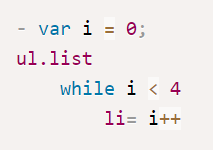 - var i = 0;
ul.list
    while i < 4
        li= i++